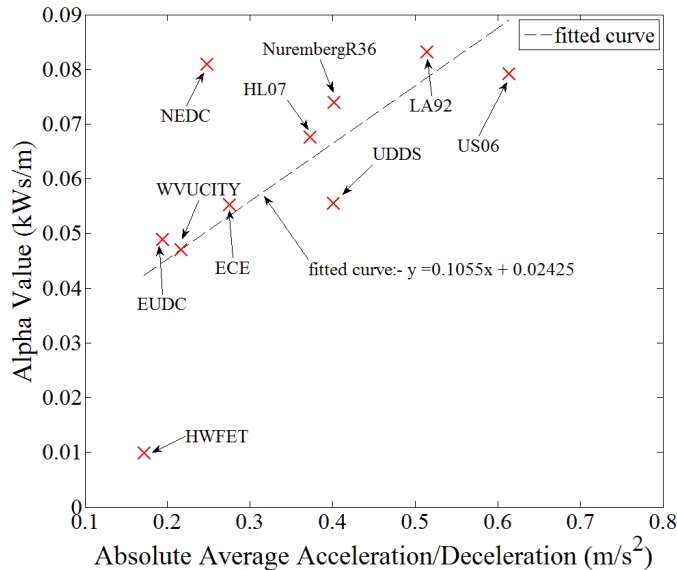 0.09
0.08
0.07
0.06
0.05
0.04
0.03
0.02
0.01
0
Alpha Value (kWs/m)
fitted curve
NurembergR36
HL07
NEDC
LA92
US06
UDDS
WVUCITY
ECE
fitted curve:- y =0.1055x + 0.02425
EUDC
HWFET
0.1 0.2 0.3 0.4 0.5 0.6 0.7 0.8
Absolute Average Acceleration/Deceleration (m/s²)